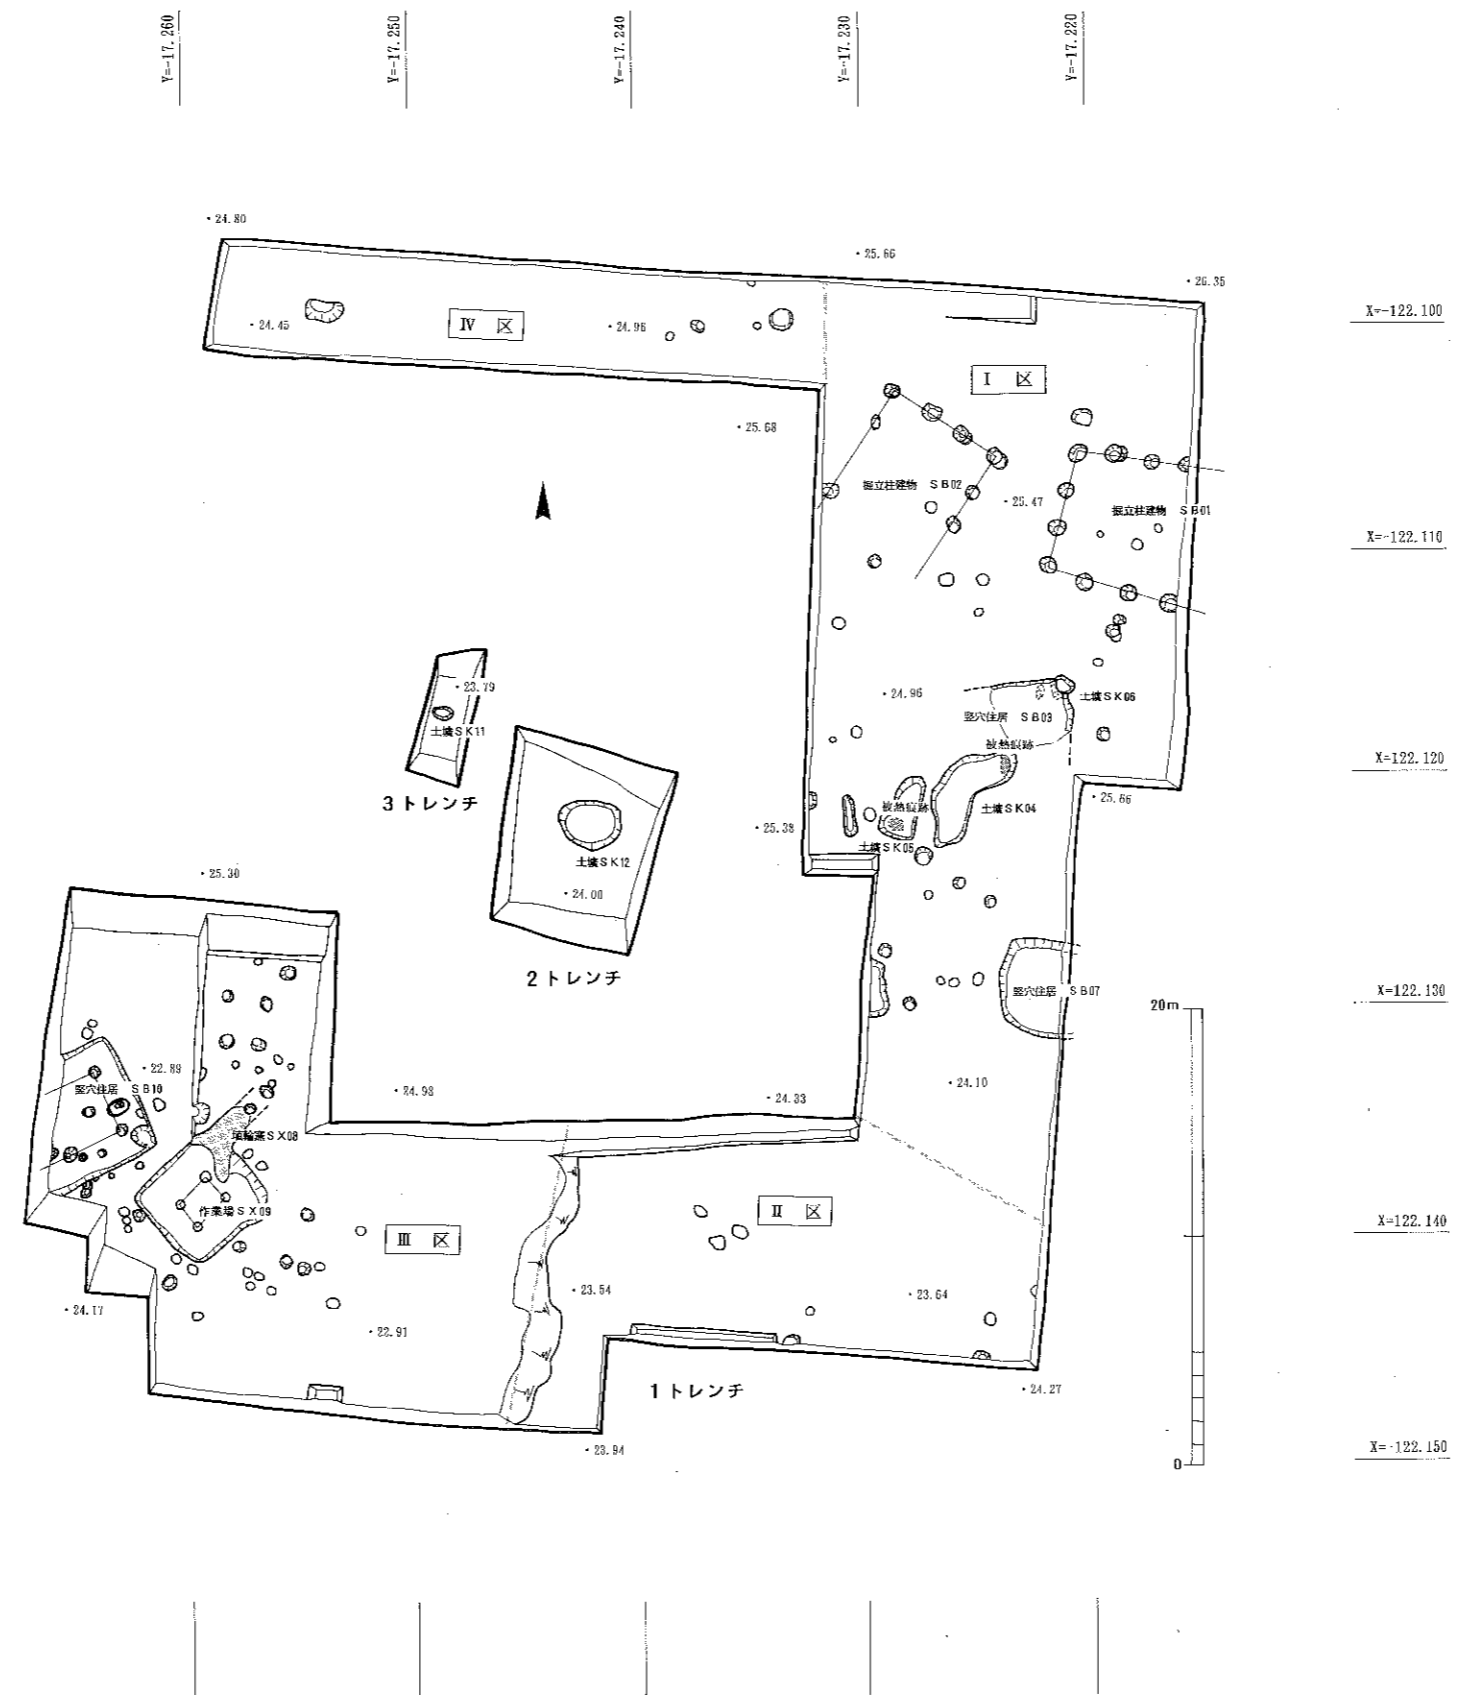 Y=-17.260
Y=-17.250
Y=-17.240
Y=-17.230
Y=-17.220
24.80
25.66
26.35
X=-122.100
24.45
Ⅳ 区
24.96
Ⅰ 区
25.68
掘立柱建物 SB02
25.47
掘立柱建物 SB01
X=-122.110
23.79
土壙SK11
3トレンチ
24.96
土壙SK06
竪穴住居 SB03
被熱痕跡
X=122.120
25.66
被熱痕跡
土壙SK04
25.38
土壙SK05
土壙SK12
24.00
2トレンチ
25.30
竪穴住居 SB07
X=122.130
20m
22.89
竪穴住居 SB10
24.98
24.33
24.10
埴輪窯SX08
作業場SX09
Ⅲ 区
Ⅱ 区
X=122.140
24.17
23.54
23.64
22.91
1トレンチ
24.27
23.94
X=-122.150
0